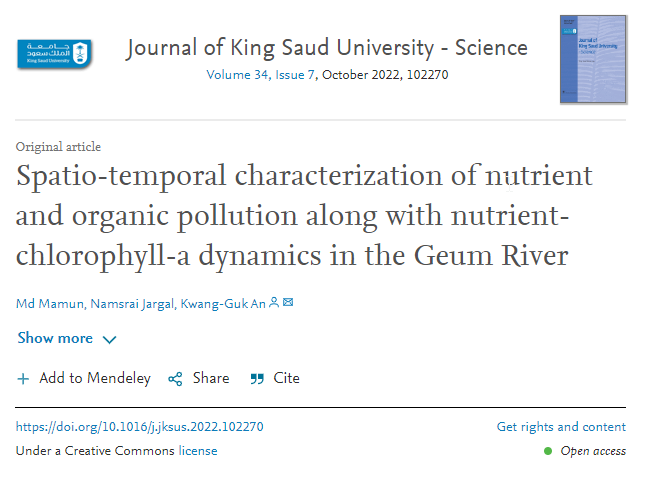 جامعة
الملك سعود
King Saud University
Journal of King Saud University - Science
Volume 34, Issue 7, October 2022, 102270
Original article
Spatio-temporal characterization of nutrient
and organic pollution along with nutrient-
chlorophyll-a dynamics in the Geum River
Md Mamun, Namsrai Jargal, Kwang-Guk An
Show more
Add to Mendeley
Share
Cite
https://doi.org/10.1016/j.jksus.2022.102270
Get rights and content
Under a Creative Commons license
Open access